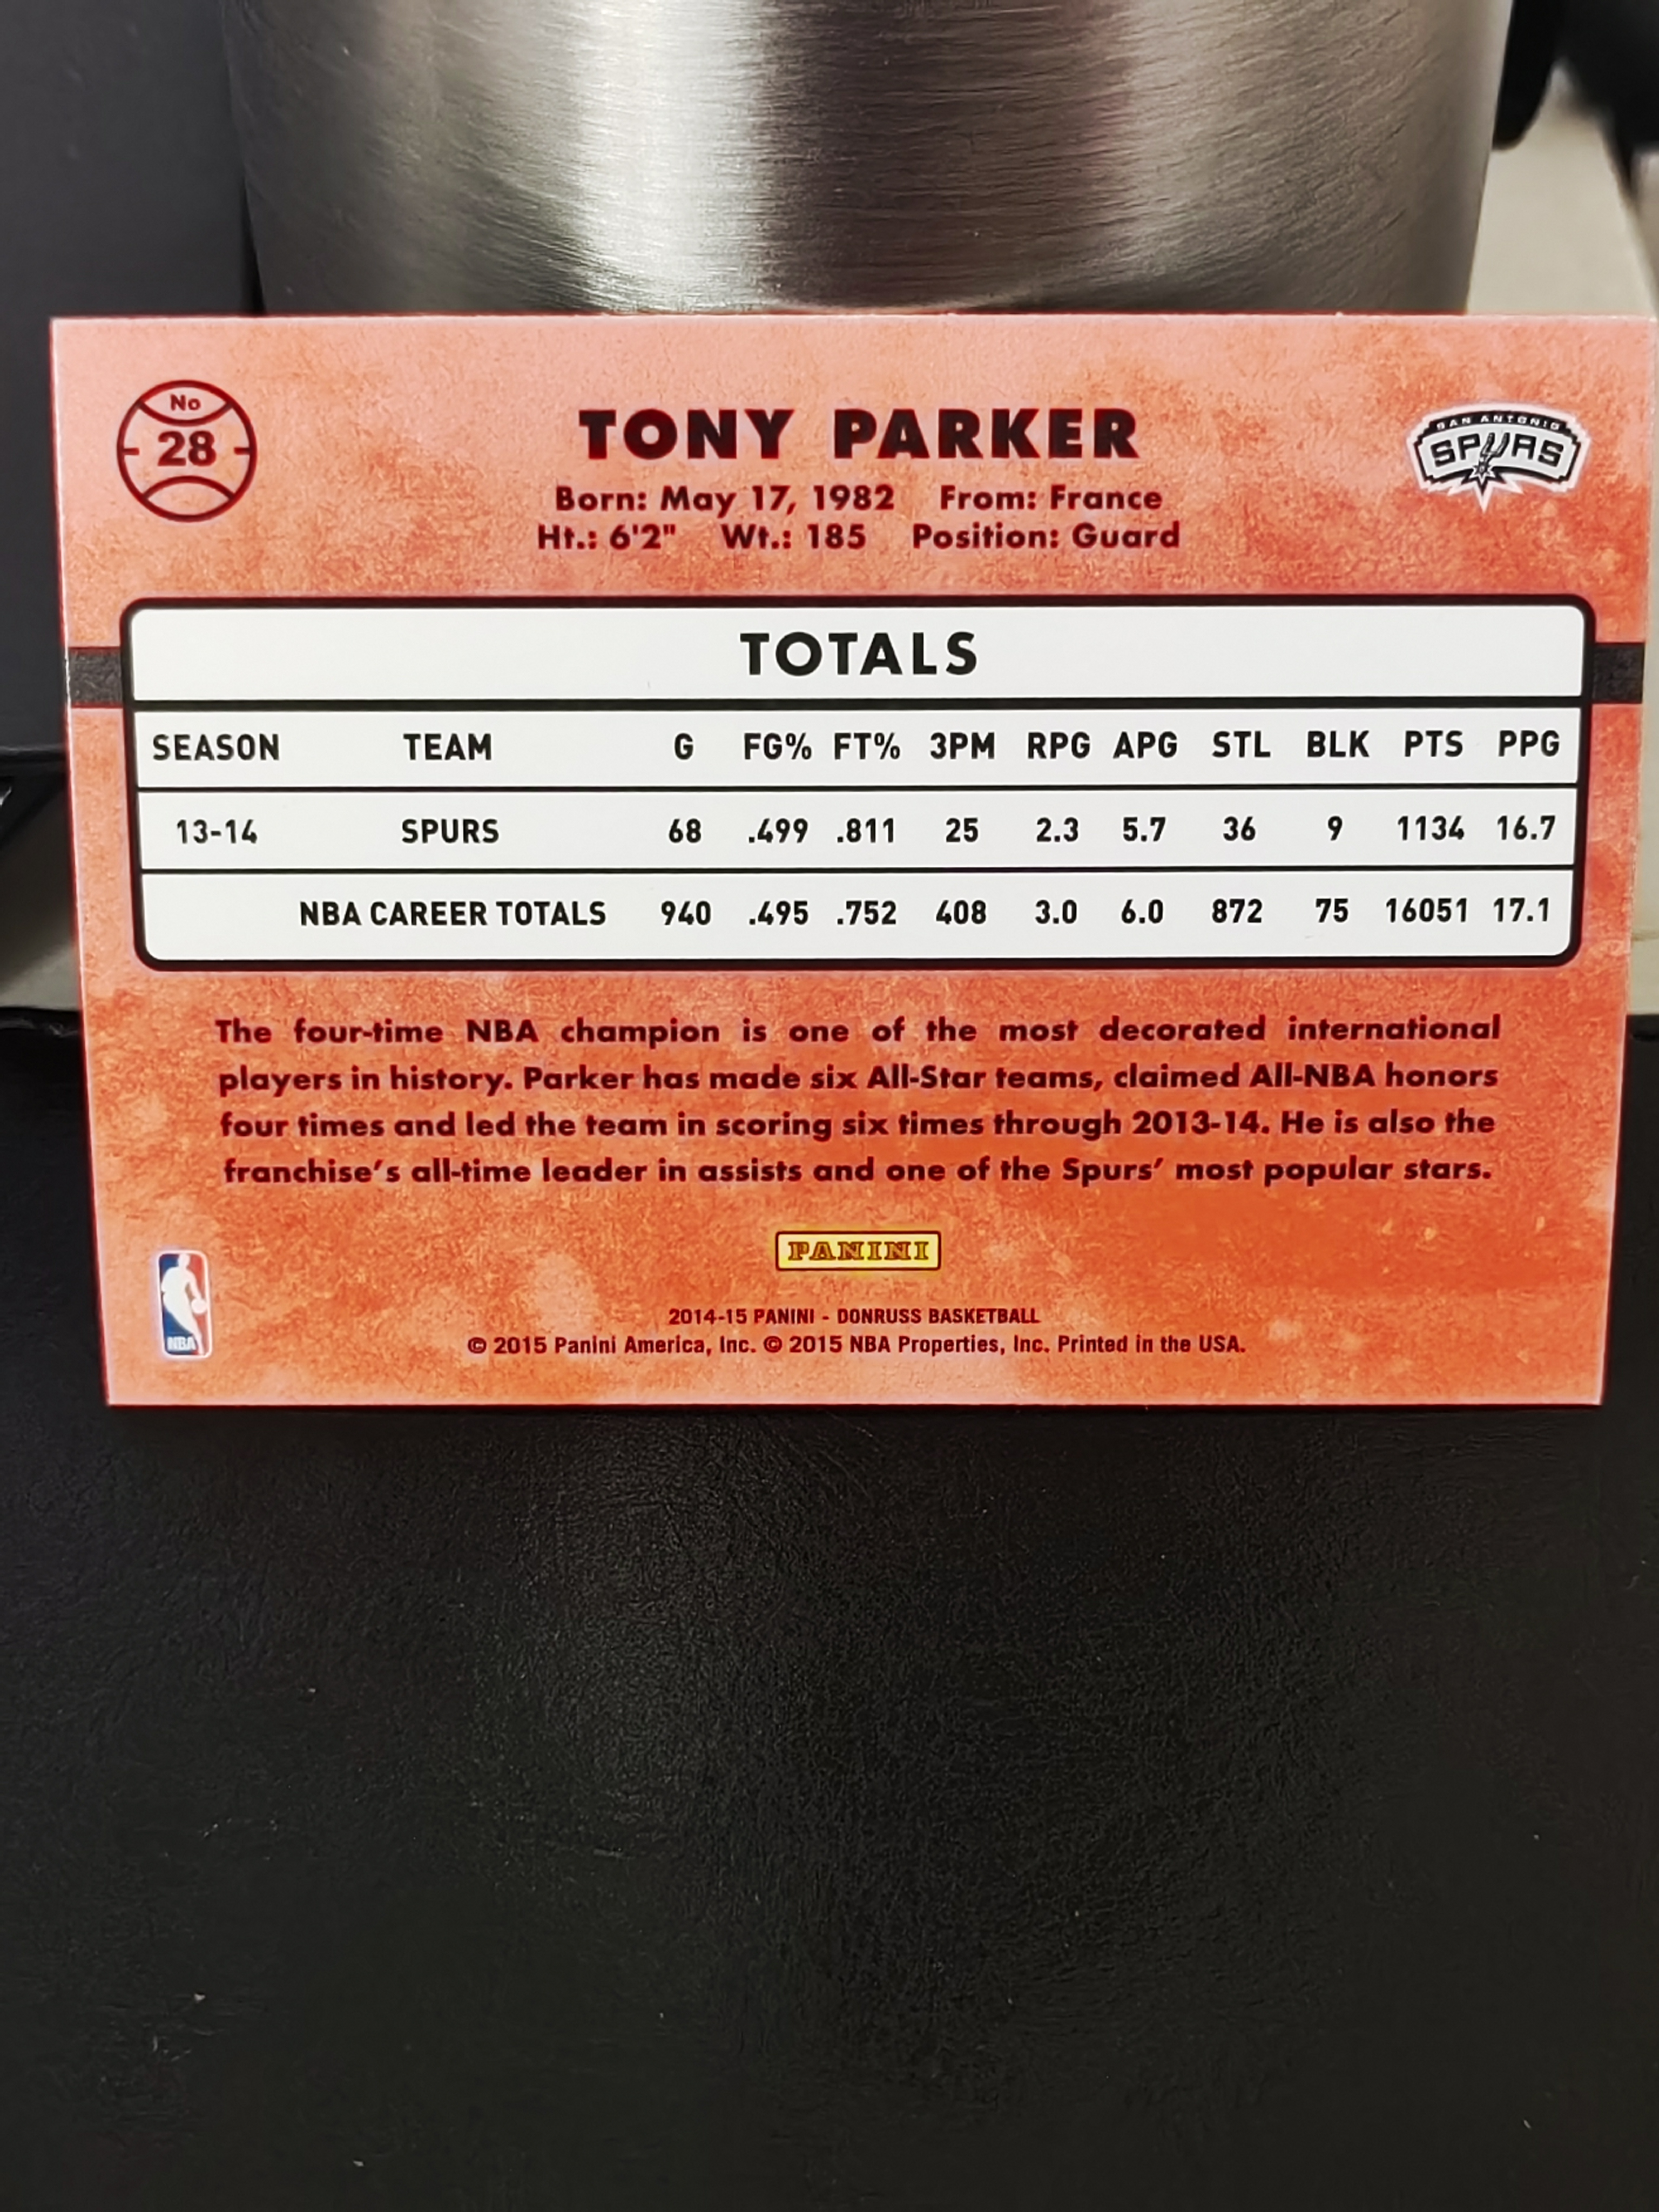 No
28
TONY PARKER
SAN ANTONIO
SPURS
Born: May 17, 1982 From: France
Ht.: 6'2" Wt.: 185 Position: Guard
TOTALS
SEASON TEAM G FG% FT% 3PM RPG APG STL BLK PTS PPG
13-14 SPURS 68 .499 .811 25 2.3 5.7 36 9 1134 16.7
NBA CAREER TOTALS 940 .495 .752 408 3.0 6.0 872 75 16051 17.1
The four-time NBA champion is one of the most decorated international
players in history. Parker has made six All-Star teams, claimed All-NBA honors
four times and led the team in scoring six times through 2013-14. He is also the
franchise's all-time leader in assists and one of the Spurs' most popular stars.
PANINI
NBA
2014-15 PANINI - DONRUSS BASKETBALL
© 2015 Panini America, Inc. © 2015 NBA Properties, Inc. Printed in the USA.